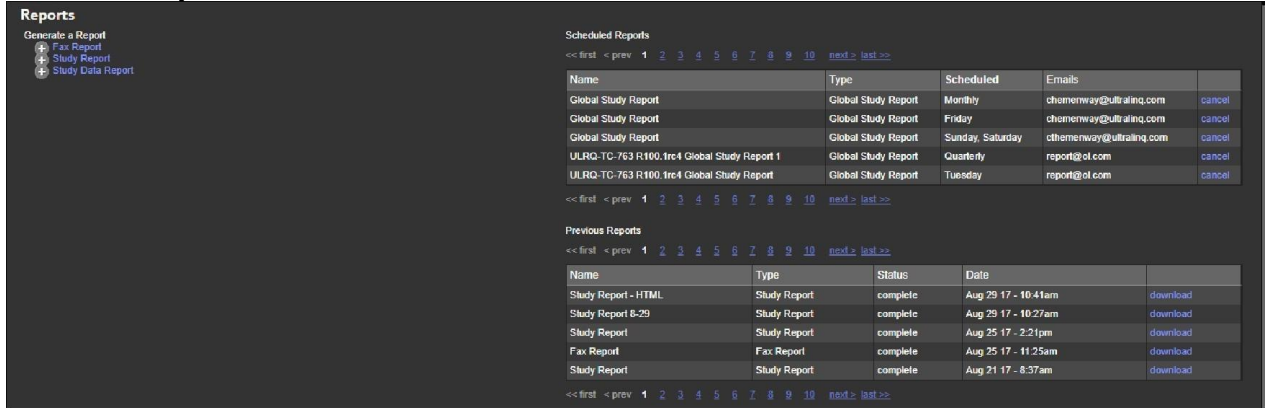 Reports
Generate a Report
Fax Report
Study Report
Study Data Report
Scheduled Reports
<< first < prev 1 2 3 4 5 6 7 8 9 10 next > last >>
Name Type Scheduled Emails
Global Study Report Global Study Report Monthly chemenway@ultralinq.com cancel
Global Study Report Global Study Report Friday chemenway@ultralinq.com cancel
Global Study Report Global Study Report Sunday, Saturday cthemenway@ultralinq.com cancel
ULRQ-TC-763 R100.1rc4 Global Study Report 1 Global Study Report Quarterly report@ol.com cancel
ULRQ-TC-763 R100.1rc4 Global Study Report Global Study Report Tuesday report@ol.com cancel
<< first < prev 1 2 3 4 5 6 7 8 9 10 next > last >>
Previous Reports
<< first < prev 1 2 3 4 5 6 7 8 9 10 next > last >>
Name Type Status Date
Study Report - HTML Study Report complete Aug 29 17 - 10:41am download
Study Report 8-29 Study Report complete Aug 29 17 - 10:27am download
Study Report Study Report complete Aug 25 17 - 2:21pm download
Fax Report Fax Report complete Aug 25 17 - 11:25am download
Study Report Study Report complete Aug 21 17 - 8:37am download
<< first < prev 1 2 3 4 5 6 7 8 9 10 next > last >>